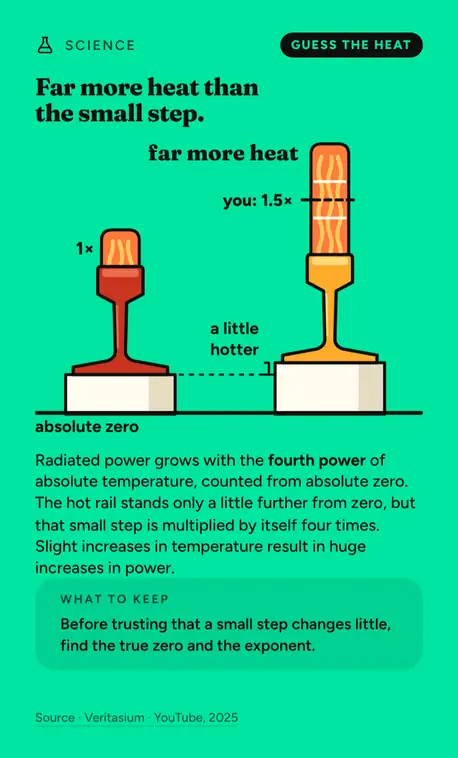 SCIENCE
GUESS THE HEAT
Far more heat than
the small step.
far more heat
you: 1.5×
1×
a little
hotter
absolute zero
Radiated power grows with the fourth power of
absolute temperature, counted from absolute zero.
The hot rail stands only a little further from zero, but
that small step is multiplied by itself four times.
Slight increases in temperature result in huge
increases in power.
WHAT TO KEEP
Before trusting that a small step changes little,
find the true zero and the exponent.
Source · Veritasium · YouTube, 2025